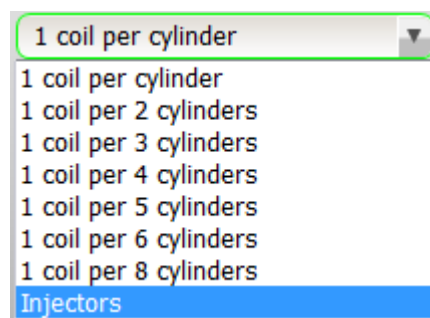 1 coil per cylinder
1 coil per cylinder
1 coil per 2 cylinders
1 coil per 3 cylinders
1 coil per 4 cylinders
1 coil per 5 cylinders
1 coil per 6 cylinders
1 coil per 8 cylinders
Injectors